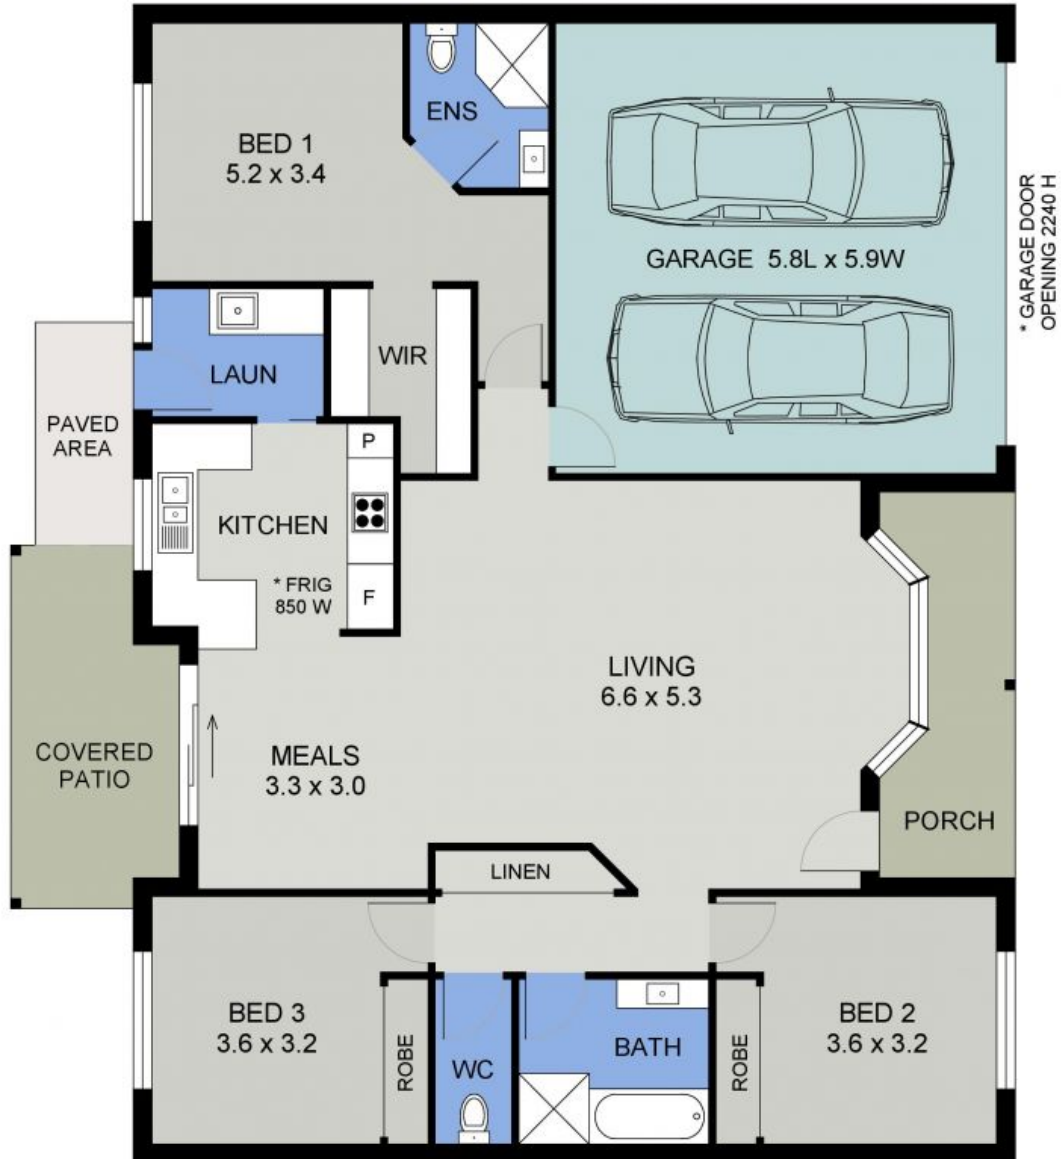 ENS
BED 1
5.2 x 3.4
GARAGE 5.8L x 5.9W
* GARAGE DOOR
OPENING 2240 H
WIR
LAUN
PAVED
AREA
P
KITCHEN
* FRIG
850 W
F
LIVING
6.6 x 5.3
COVERED
PATIO
MEALS
3.3 x 3.0
PORCH
LINEN
BED 3
3.6 x 3.2
ROBE
WC
BATH
ROBE
BED 2
3.6 x 3.2